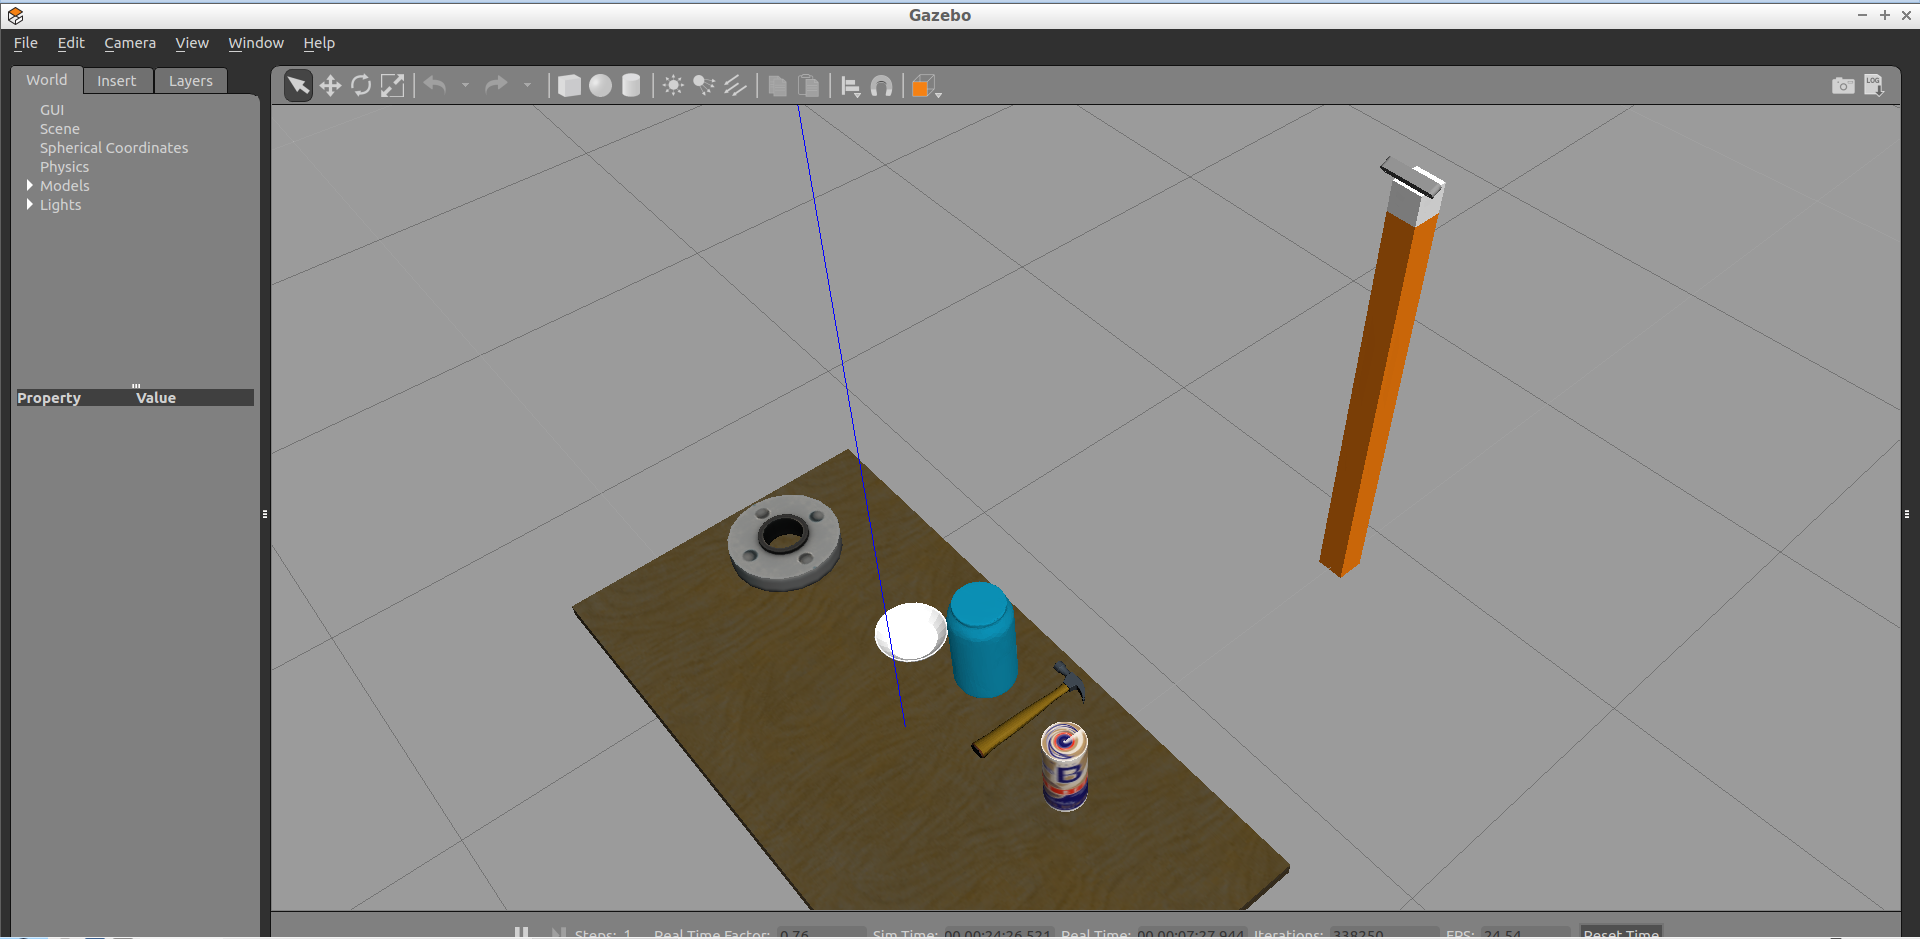 Gazebo
File Edit Camera View Window Help
World Insert Layers
LOG
GUI
Scene
Spherical Coordinates
Physics
Models
Lights
Property Value
B
Steps: 1 Real Time Factor: 0.76 Sim Time: 00 00:24:26.521 Real Time: 00 00:07:27.944 Iterations: 338250 FPS: 24.54 Reset Time